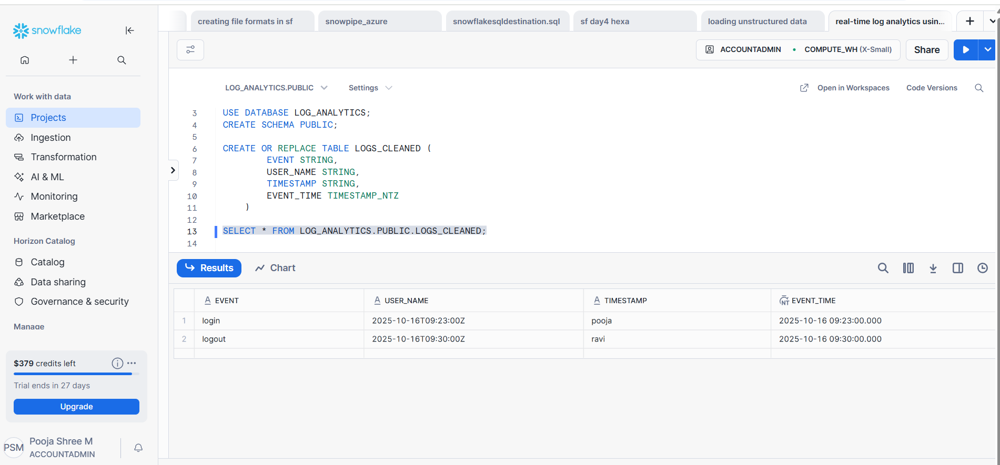 snowflake
creating file formats in sf
snowpipe_azure
snowflakesqldestination.sql
sf day4 hexa
loading unstructured data
real-time log analytics usin...
ACCOUNTADMIN
COMPUTE_WH (X-Small)
Share
Work with data
Projects
Ingestion
Transformation
AI & ML
Monitoring
Marketplace
Horizon Catalog
Catalog
Data sharing
Governance & security
Manage
$379 credits left
Trial ends in 27 days
Upgrade
PSM
Pooja Shree M
ACCOUNTADMIN
LOG_ANALYTICS.PUBLIC
Settings
Open in Workspaces
Code Versions
3 USE DATABASE LOG_ANALYTICS;
4 CREATE SCHEMA PUBLIC;
5
6 CREATE OR REPLACE TABLE LOGS_CLEANED (
7 EVENT STRING,
8 USER_NAME STRING,
9 TIMESTAMP STRING,
10 EVENT_TIME TIMESTAMP_NTZ
11 )
12
13 SELECT * FROM LOG_ANALYTICS.PUBLIC.LOGS_CLEANED;
14
Results
Chart
A EVENT A USER_NAME A TIMESTAMP NT EVENT_TIME
1 login 2025-10-16T09:23:00Z pooja 2025-10-16 09:23:00.000
2 logout 2025-10-16T09:30:00Z ravi 2025-10-16 09:30:00.000